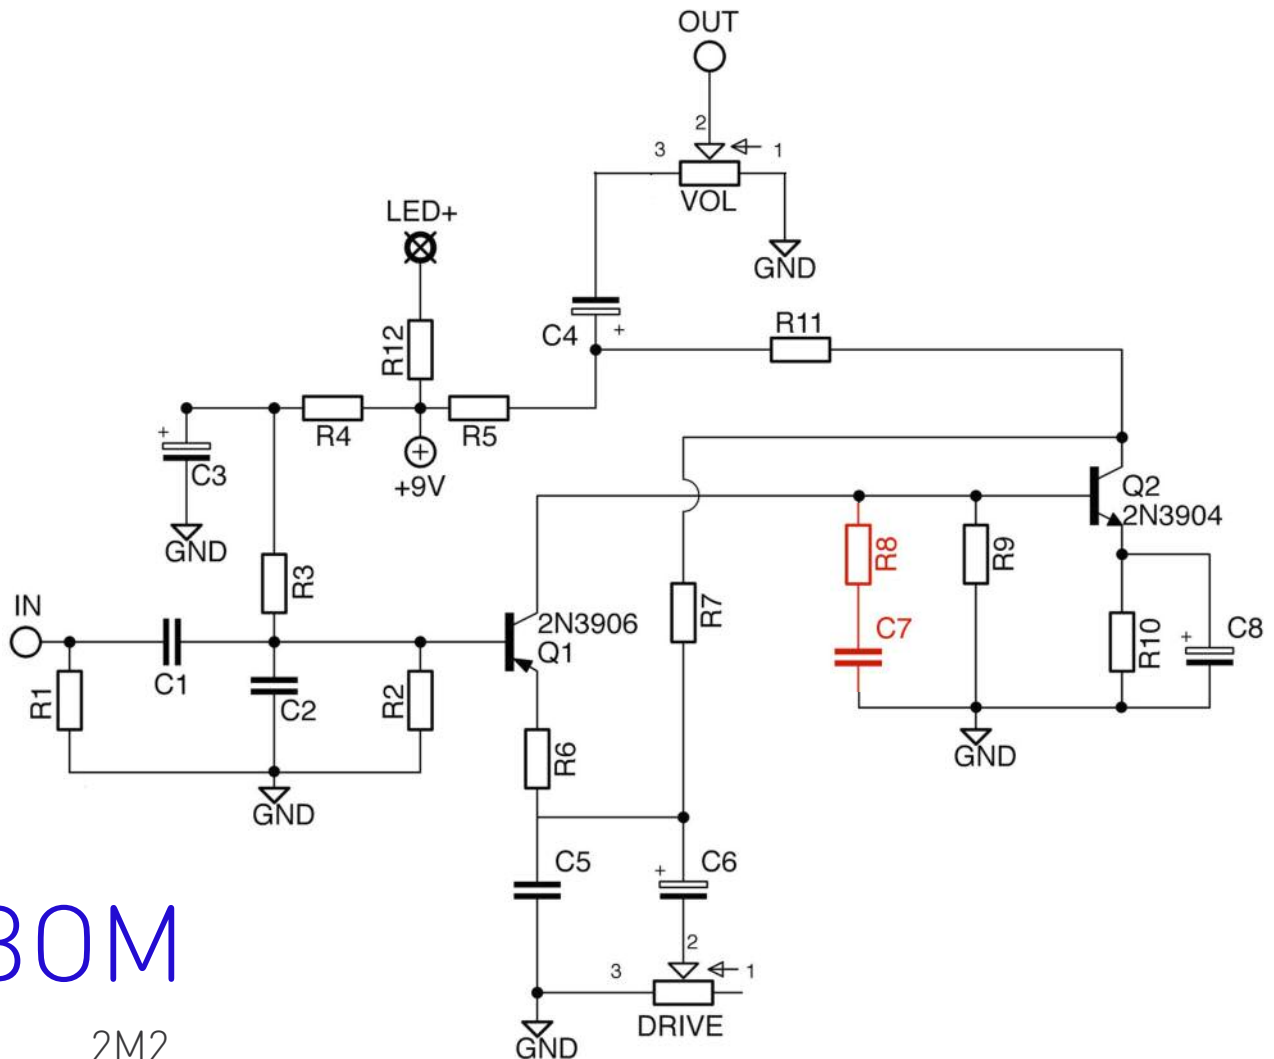 OUT
2
3
1
VOL
LED+
GND
R12
C4
+
R11
R4
R5
+
C3
+9V
GND
Q2
2N3904
R8
R9
R3
IN
2N3906
Q1
R7
C7
R10
+
C8
C1
R1
C2
R2
GND
R6
GND
C5
+
C6
2
3
1
DRIVE
GND
BOM
2M2